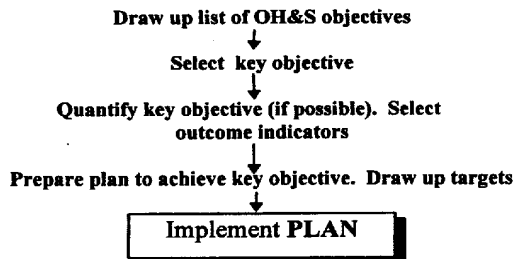 Draw up list of OH&S objectives
Select key objective
Quantify key objective (if possible). Select
outcome indicators
Prepare plan to achieve key objective. Draw up targets
Implement PLAN